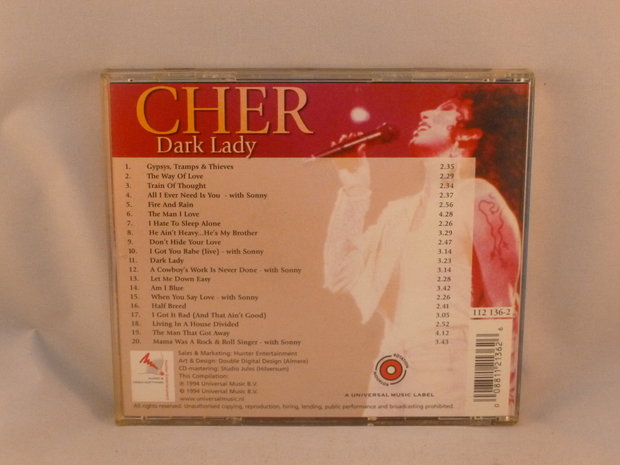 CHER
Dark Lady
1. Gypsys, Tramps & Thieves 2.35
2. The Way Of Love 2.29
3. Train Of Thought 2.34
4. All I Ever Need Is You - with Sonny 2.37
5. Fire And Rain 2.56
6. The Man I Love 4.28
7. I Hate To Sleep Alone 2.26
8. He Ain't Heavy...He's My Brother 3.29
9. Don't Hide Your Love 2.47
10. I Got You Babe (live) - with Sonny 3.14
11. Dark Lady 3.23
12. A Cowboy's Work Is Never Done - with Sonny 3.14
13. Let Me Down Easy 2.28
14. Am I Blue 3.42
15. When You Say Love - with Sonny 2.26
16. Half Breed 2.41
17. I Got It Bad (And That Ain't Good) 3.05
18. Living In A House Divided 2.52
19. The Man That Got Away 4.12
20. Mama Was A Rock & Roll Singer - with Sonny 3.43
112 136-2
0 08811 21362 6
Sales & Marketing: Hunter Entertainment
Art & Design: Double Digital Design (Almere)
CD-mastering: Studio Jules (Hilversum)
This Compilation:
℗ 1994 Universal Music B.V.
© 1994 Universal Music B.V.
www.universalmusic.nl
ROTATION
ROTATION
A UNIVERSAL MUSIC LABEL
All rights reserved. Unauthorised copying, reproduction, hiring, lending, public performance and broadcasting prohibited.